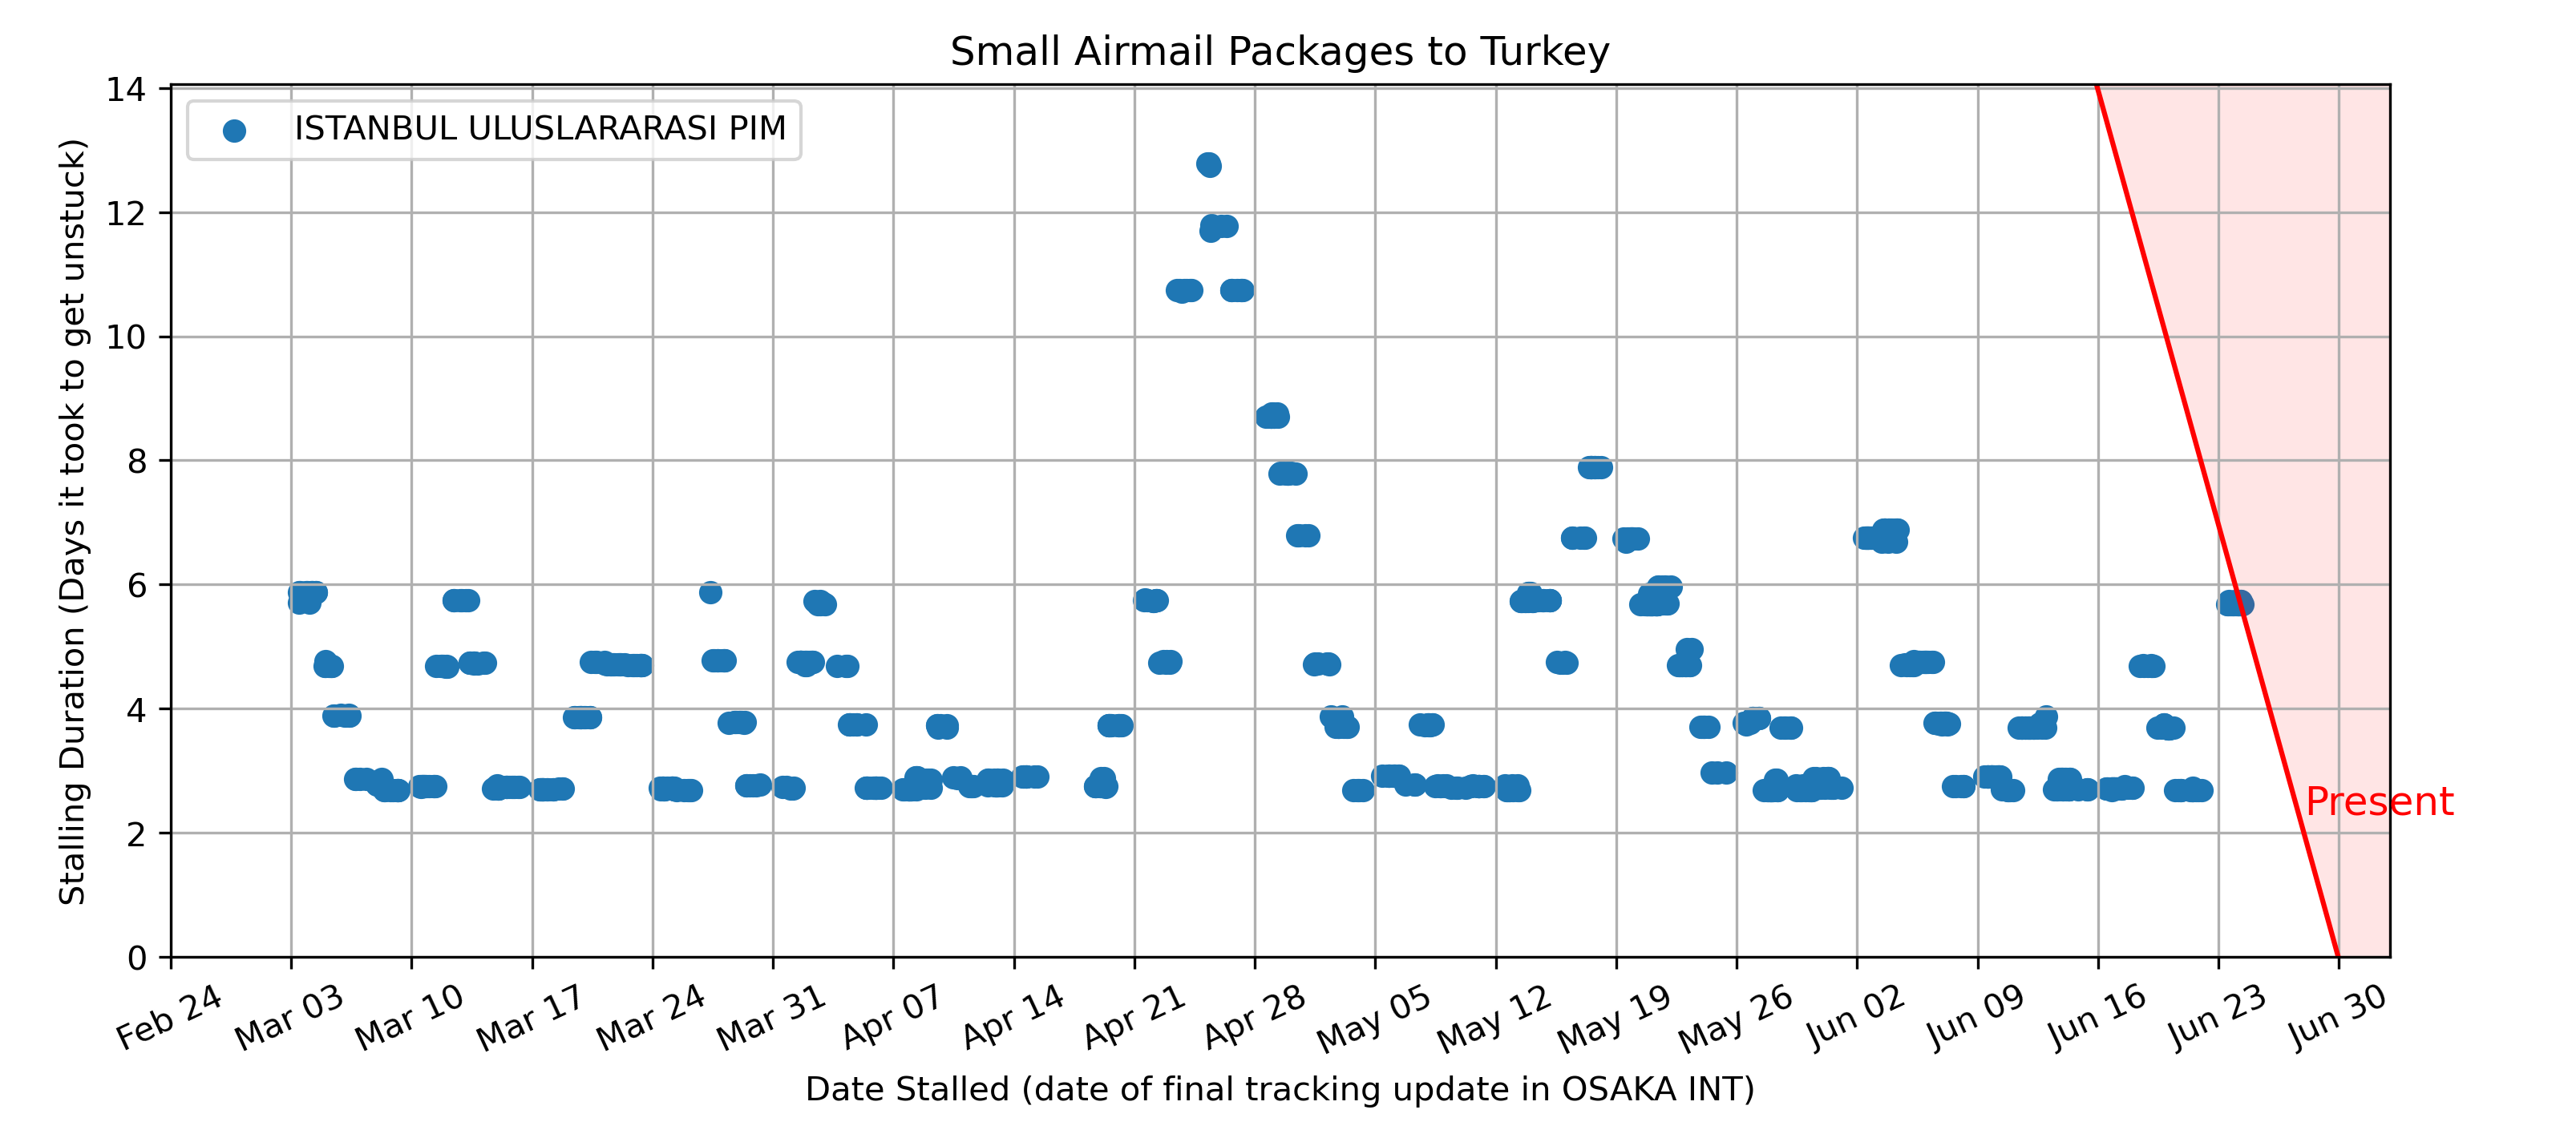 Small Airmail Packages to Turkey
ISTANBUL ULUSLARARASI PIM
Stalling Duration (Days it took to get unstuck)
14
12
10
8
6
4
2
0
Present
Feb 24
Mar 03
Mar 10
Mar 17
Mar 24
Mar 31
Apr 07
Apr 14
Apr 21
Apr 28
May 05
May 12
May 19
May 26
Jun 02
Jun 09
Jun 16
Jun 23
Jun 30
Date Stalled (date of final tracking update in OSAKA INT)